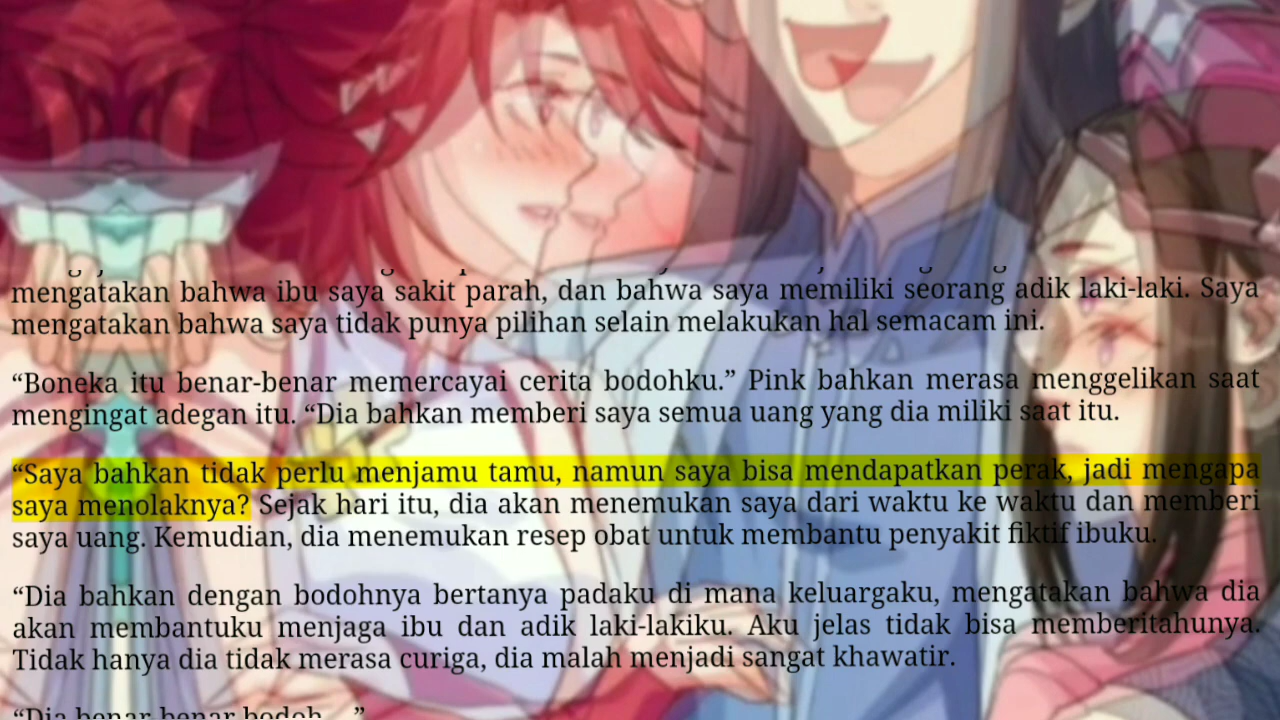 mengatakan bahwa ibu saya sakit parah, dan bahwa saya memiliki seorang adik laki-laki. Saya
mengatakan bahwa saya tidak punya pilihan selain melakukan hal semacam ini.
“Boneka itu benar-benar memercayai cerita bodohku.” Pink bahkan merasa menggelikan saat
mengingat adegan itu. “Dia bahkan memberi saya semua uang yang dia miliki saat itu.
“Saya bahkan tidak perlu menjamu tamu, namun saya bisa mendapatkan perak, jadi mengapa
saya menolaknya? Sejak hari itu, dia akan menemukan saya dari waktu ke waktu dan memberi
saya uang. Kemudian, dia menemukan resep obat untuk membantu penyakit fiktif ibuku.
“Dia bahkan dengan bodohnya bertanya padaku di mana keluargaku, mengatakan bahwa dia
akan membantuku menjaga ibu dan adik laki-lakiku. Aku jelas tidak bisa memberitahunya.
Tidak hanya dia tidak merasa curiga, dia malah menjadi sangat khawatir.
“Dia benar-benar bodoh